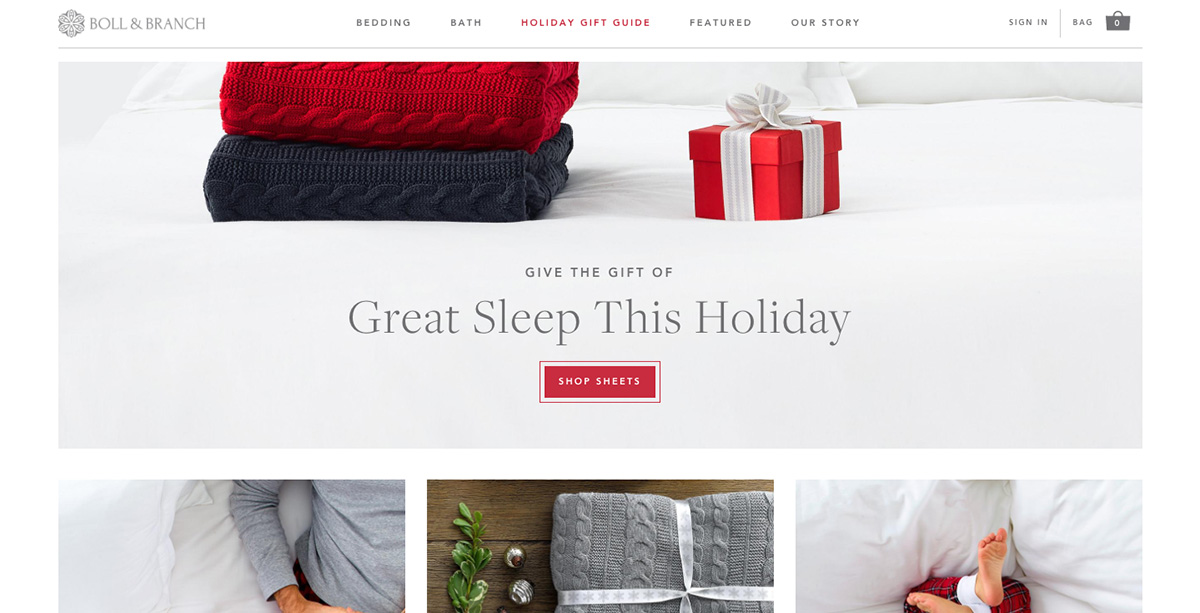 BOLL & BRANCH
BEDDING BATH HOLIDAY GIFT GUIDE FEATURED OUR STORY
SIGN IN BAG 0
GIVE THE GIFT OF
Great Sleep This Holiday
SHOP SHEETS